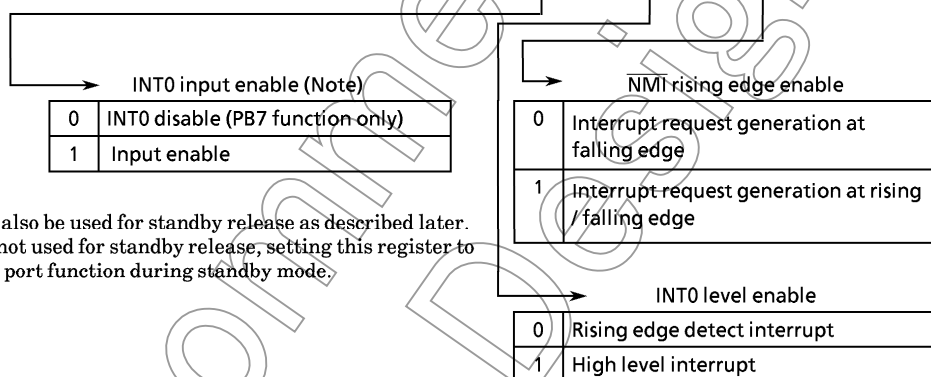 INT0 input enable (Note)
0 INT0 disable (PB7 function only)
1 Input enable
also be used for standby release as described later.
not used for standby release, setting this register to
port function during standby mode.
NMI rising edge enable
0 Interrupt request generation at
falling edge
1 Interrupt request generation at rising
/ falling edge
INT0 level enable
0 Rising edge detect interrupt
1 High level interrupt
omme
Desig